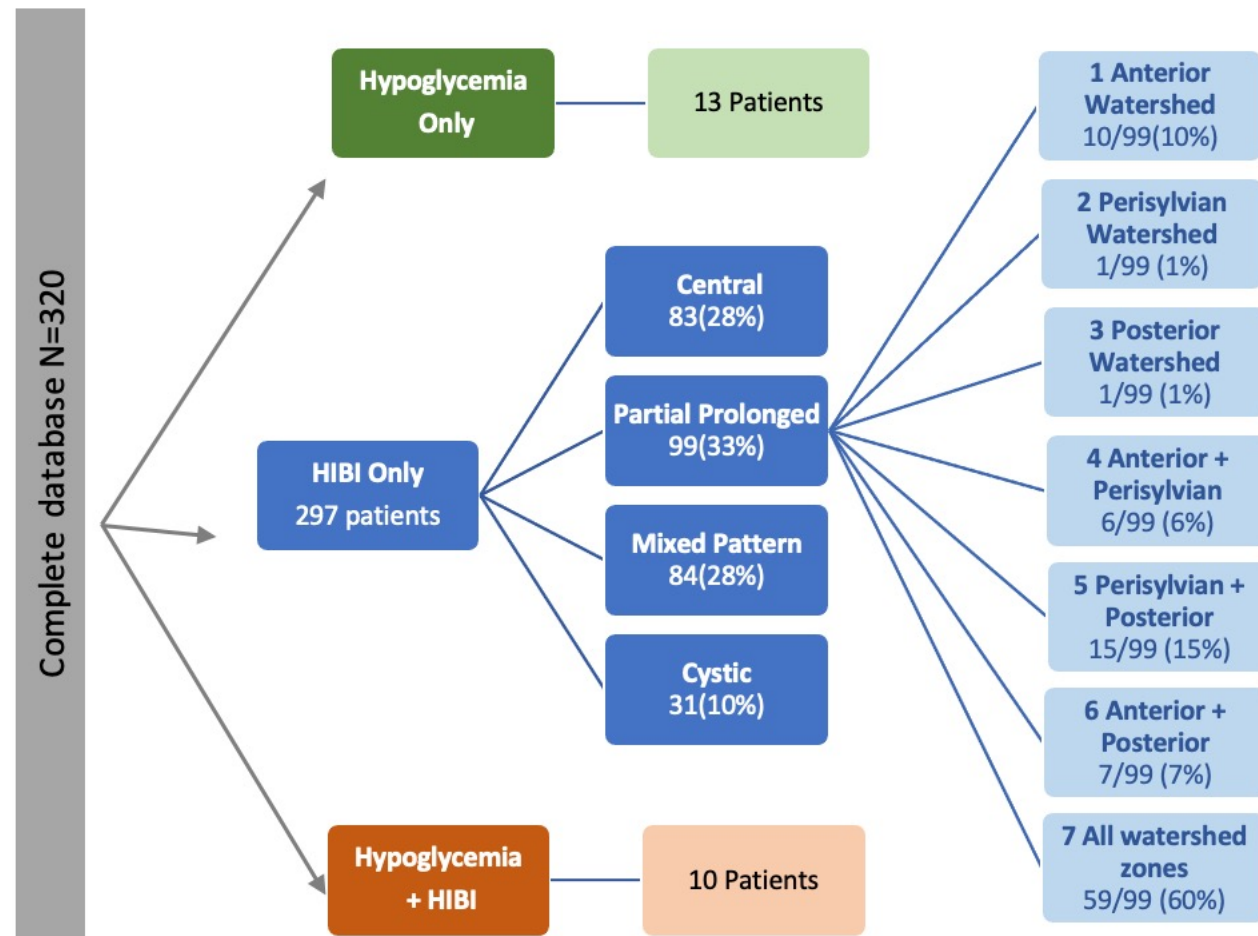 Complete database N=320
Hypoglycemia
Only
13 Patients
HIBI Only
297 patients
Central
83(28%)
Partial Prolonged
99(33%)
Mixed Pattern
84(28%)
Cystic
31(10%)
Hypoglycemia
+ HIBI
10 Patients
1 Anterior
Watershed
10/99(10%)
2 Perisylvian
Watershed
1/99 (1%)
3 Posterior
Watershed
1/99 (1%)
4 Anterior +
Perisylvian
6/99 (6%)
5 Perisylvian +
Posterior
15/99 (15%)
6 Anterior +
Posterior
7/99 (7%)
7 All watershed
zones
59/99 (60%)